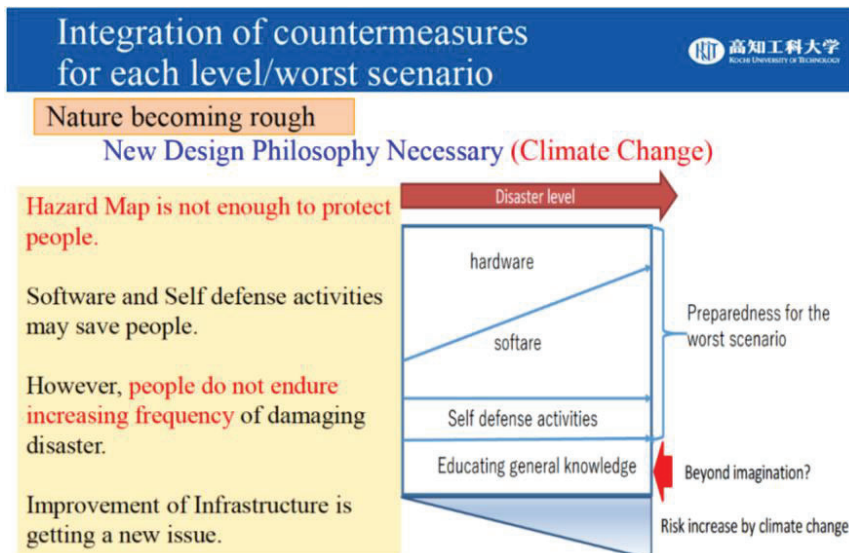 Integration of countermeasures
for each level/worst scenario
高知工科大学
KOCHI UNIVERSITY OF TECHNOLOGY
Nature becoming rough
New Design Philosophy Necessary (Climate Change)
Hazard Map is not enough to protect
people.
Software and Self defense activities
may save people.
However, people do not endure
increasing frequency of damaging
disaster.
Improvement of Infrastructure is
getting a new issue.
Disaster level
hardware
softare
Self defense activities
Educating general knowledge
Preparedness for the
worst scenario
Beyond imagination?
Risk increase by climate change